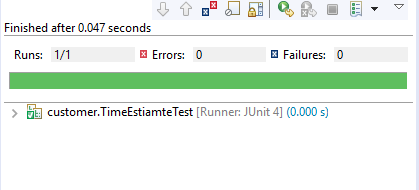 Finished after 0.047 seconds
Runs: 1/1 Errors: 0 Failures: 0
customer.TimeEstiamteTest [Runner: JUnit 4] (0.000 s)